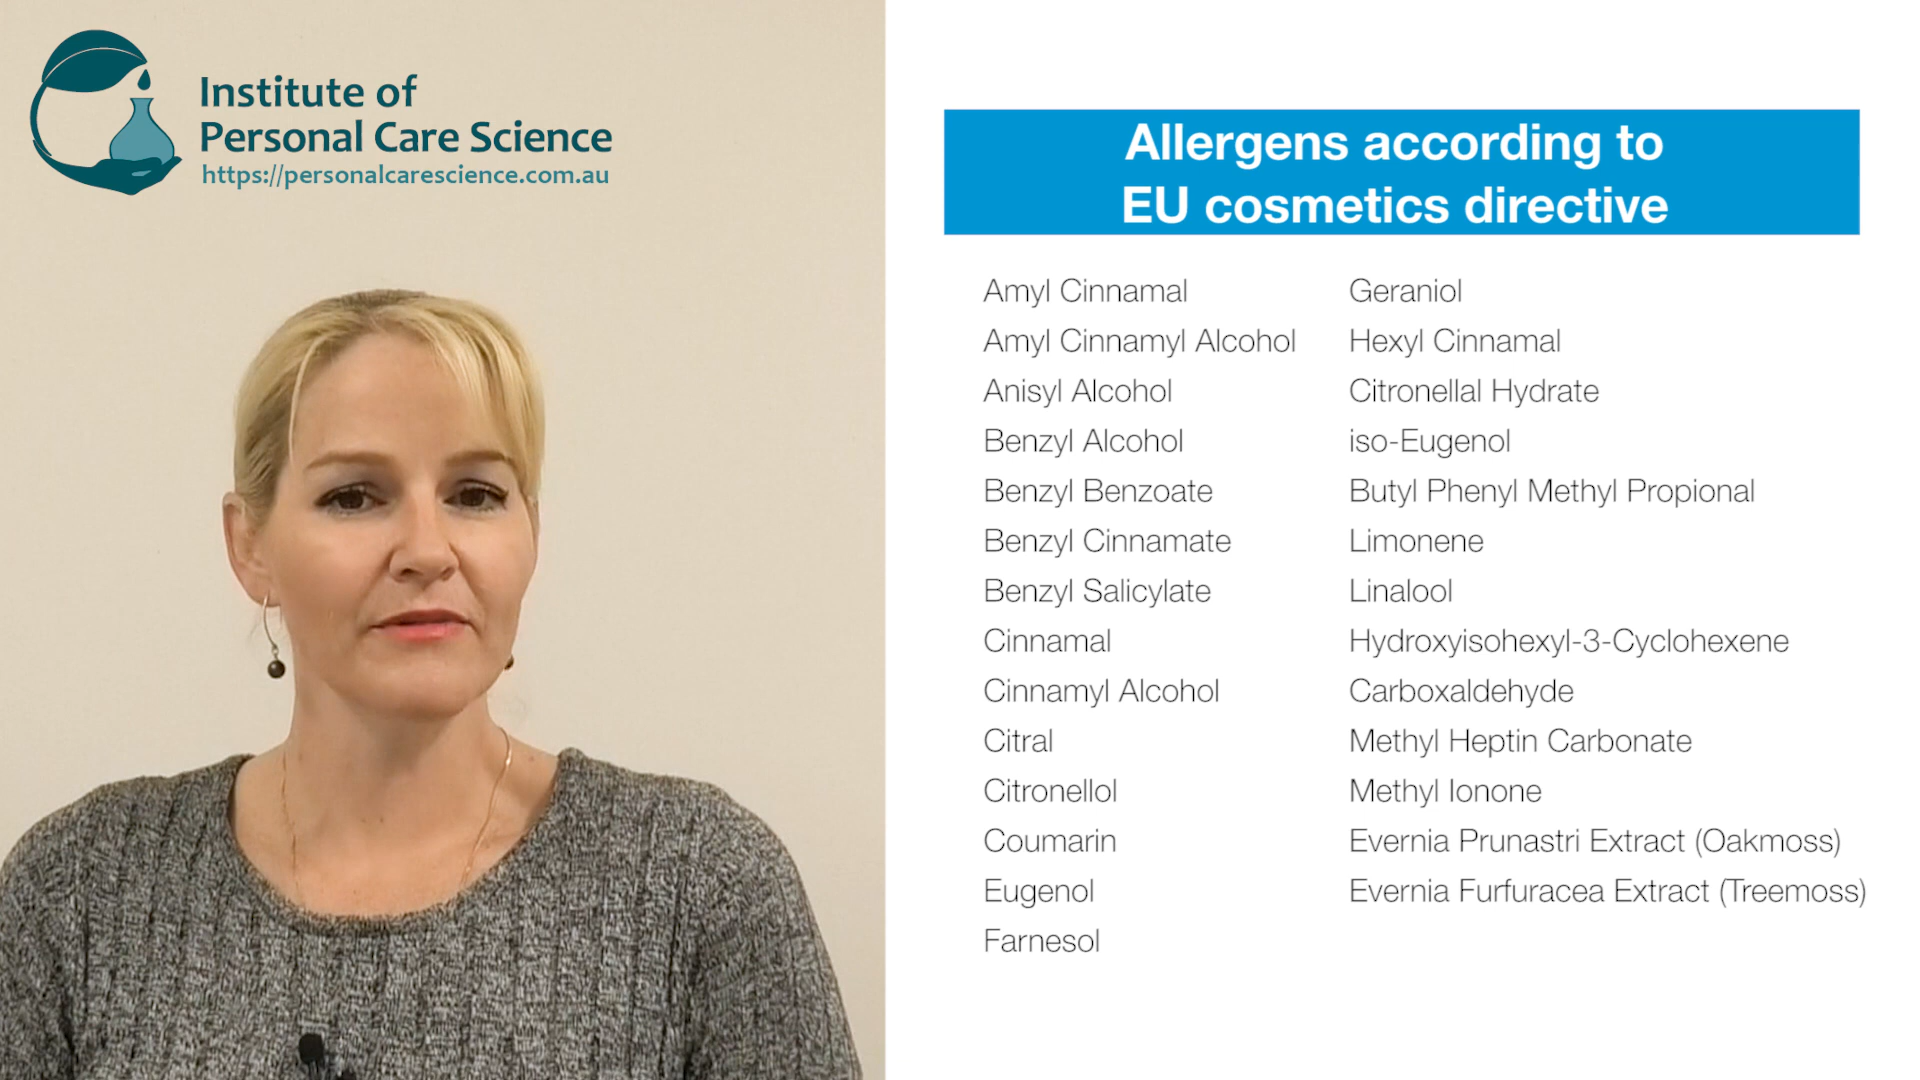 Institute of
Personal Care Science
https://personalcarescience.com.au
Allergens according to
EU cosmetics directive
Amyl Cinnamal
Amyl Cinnamyl Alcohol
Anisyl Alcohol
Benzyl Alcohol
Benzyl Benzoate
Benzyl Cinnamate
Benzyl Salicylate
Cinnamal
Cinnamyl Alcohol
Citral
Citronellol
Coumarin
Eugenol
Farnesol
Geraniol
Hexyl Cinnamal
Citronellal Hydrate
iso-Eugenol
Butyl Phenyl Methyl Propional
Limonene
Linalool
Hydroxyisohexyl-3-Cyclohexene
Carboxaldehyde
Methyl Heptin Carbonate
Methyl Ionone
Evernia Prunastri Extract (Oakmoss)
Evernia Furfuracea Extract (Treemoss)